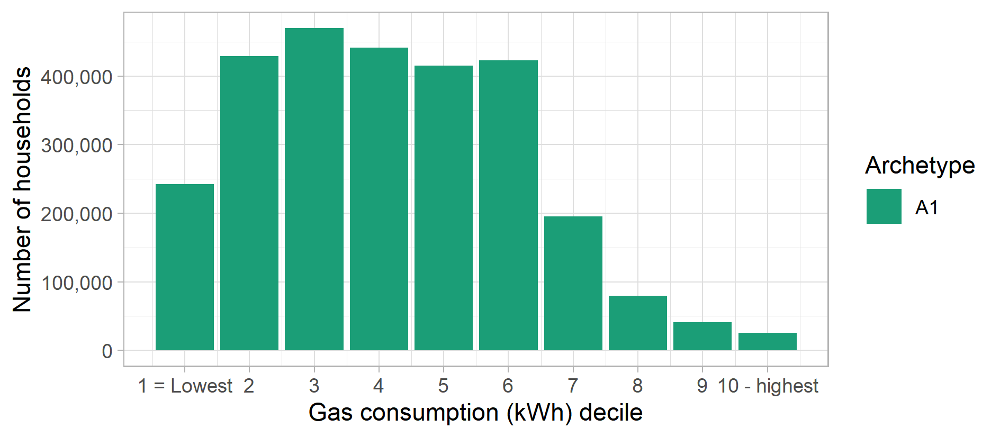 Number of households
400,000
300,000
200,000
100,000
0
1 = Lowest 2 3 4 5 6 7 8 9 10 - highest
Gas consumption (kWh) decile
Archetype
A1